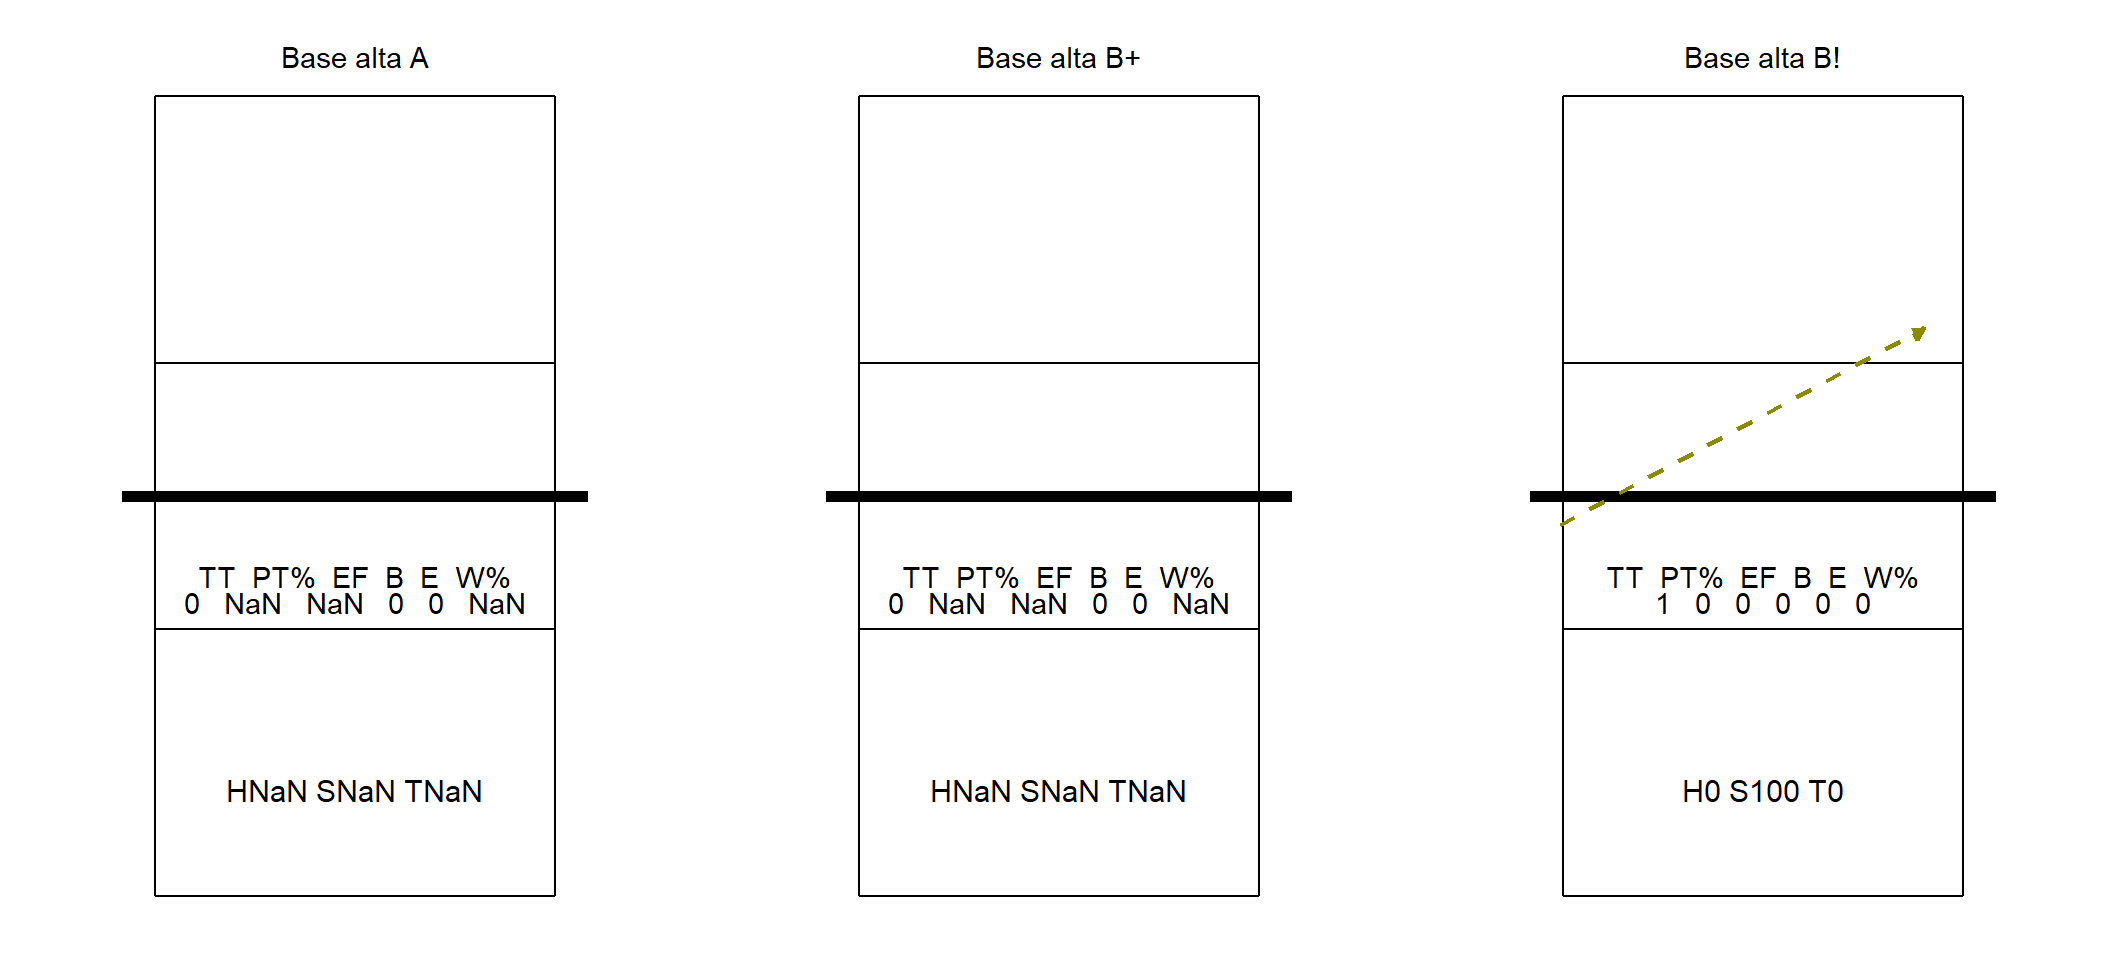 Base alta A
TT PT% EF B E W%
0 NaN NaN 0 0 NaN
HNaN SNaN TNaN
Base alta B+
TT PT% EF B E W%
0 NaN NaN 0 0 NaN
HNaN SNaN TNaN
Base alta B!
TT PT% EF B E W%
1 0 0 0 0 0
H0 S100 T0